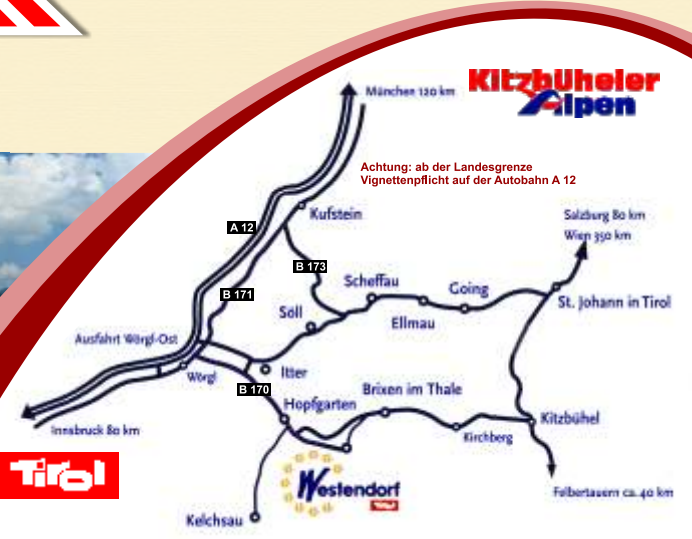 Kitzbüheler
Alpen
München 120 km
Achtung: ab der Landesgrenze
Vignettenpflicht auf der Autobahn A 12
Kufstein
Salzburg 80 km
Wien 350 km
A 12
B 173
Scheffau
Going
B 171
St. Johann in Tirol
Söll
Ellmau
Ausfahrt Wörgl-Ost
Itter
Wörgl
B 170
Brixen im Thale
Hopfgarten
Kitzbühel
Innsbruck 80 km
Kirchberg
Tirol
Westendorf
Tirol
Felbertauern ca. 40 km
Kelchsau